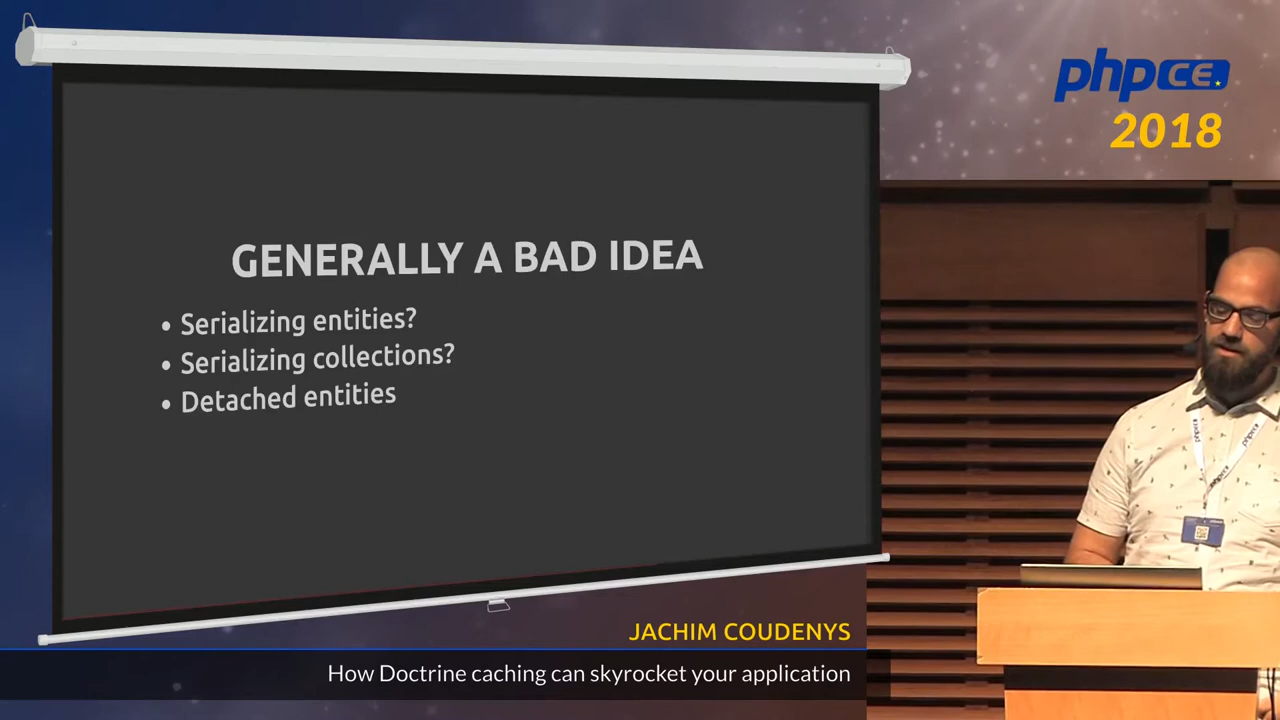 phpce
2018
GENERALLY A BAD IDEA
• Serializing entities?
• Serializing collections?
• Detached entities
JACHIM COUDENYS
How Doctrine caching can skyrocket your application